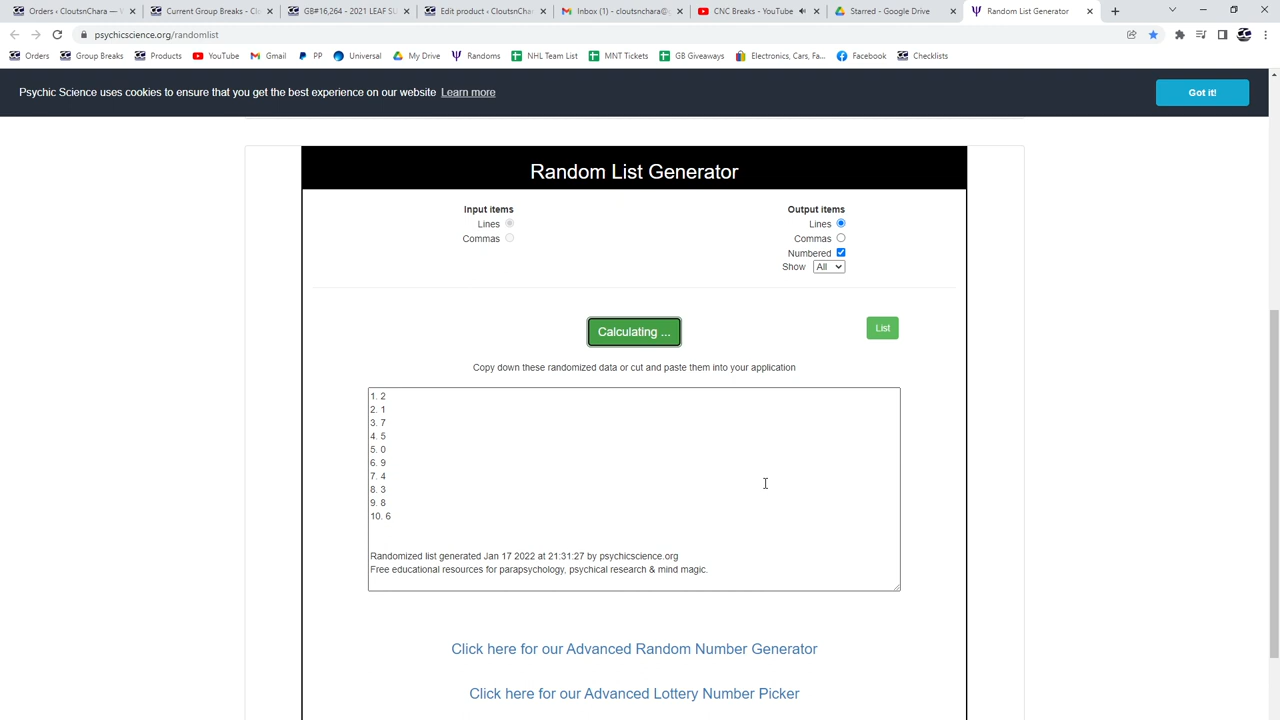 Orders ‹ CloutsnChara — W
Current Group Breaks - Clo
GB#16,264 - 2021 LEAF SU
Edit product ‹ CloutsnChar
Inbox (1) - cloutsnchara@g
CNC Breaks - YouTube
Starred - Google Drive
Random List Generator
psychicscience.org/randomlist
Orders
Group Breaks
Products
YouTube
Gmail
PP
Universal
My Drive
Randoms
NHL Team List
MNT Tickets
GB Giveaways
Electronics, Cars, Fa...
Facebook
Checklists
Psychic Science uses cookies to ensure that you get the best experience on our website Learn more
Got it!
Random List Generator
Input items
Output items
Lines
Lines
Commas
Commas
Numbered
Show All
Calculating ...
List
Copy down these randomized data or cut and paste them into your application
1. 2
2. 1
3. 7
4. 5
5. 0
6. 9
7. 4
8. 3
9. 8
10. 6
Randomized list generated Jan 17 2022 at 21:31:27 by psychicscience.org
Free educational resources for parapsychology, psychical research & mind magic.
Click here for our Advanced Random Number Generator
Click here for our Advanced Lottery Number Picker